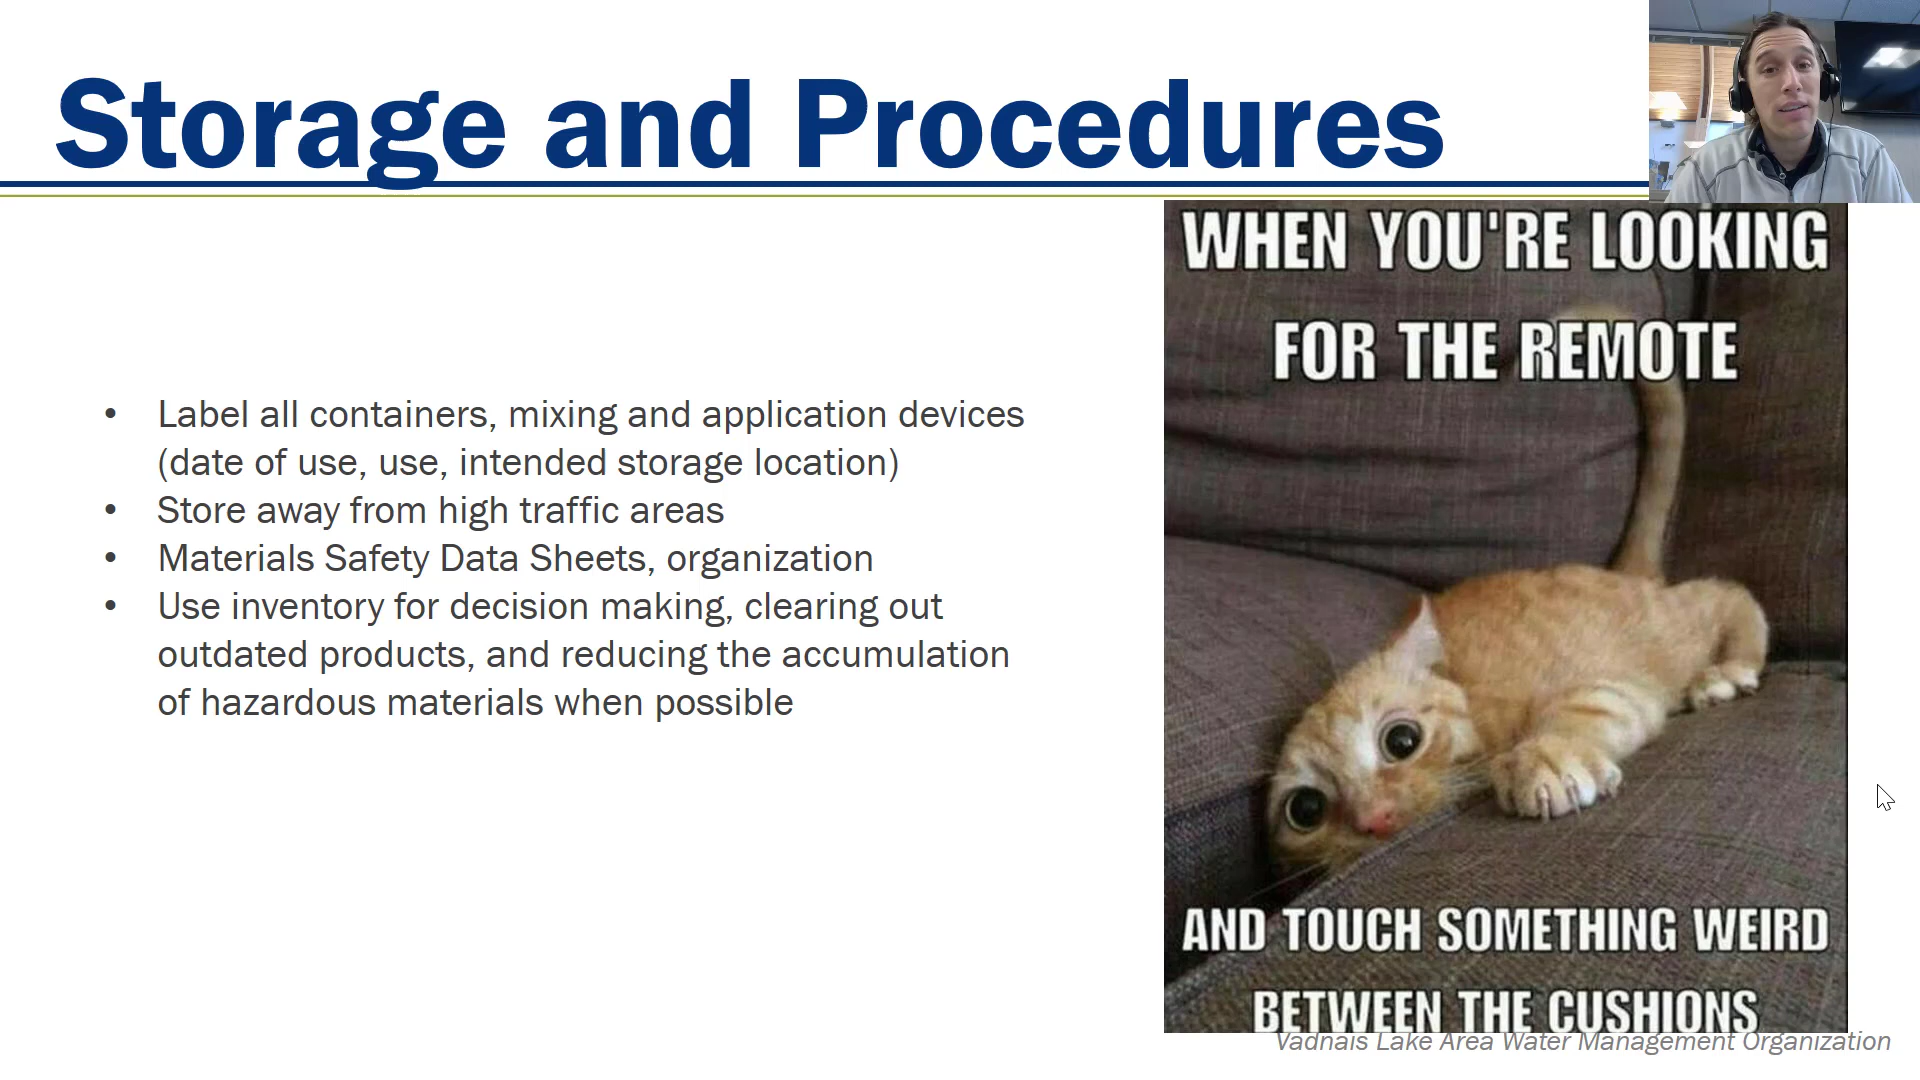 Storage and Procedures
• Label all containers, mixing and application devices
(date of use, use, intended storage location)
• Store away from high traffic areas
• Materials Safety Data Sheets, organization
• Use inventory for decision making, clearing out
outdated products, and reducing the accumulation
of hazardous materials when possible
WHEN YOU'RE LOOKING
FOR THE REMOTE
AND TOUCH SOMETHING WEIRD
BETWEEN THE CUSHIONS
Vadnais Lake Area Water Management Organization